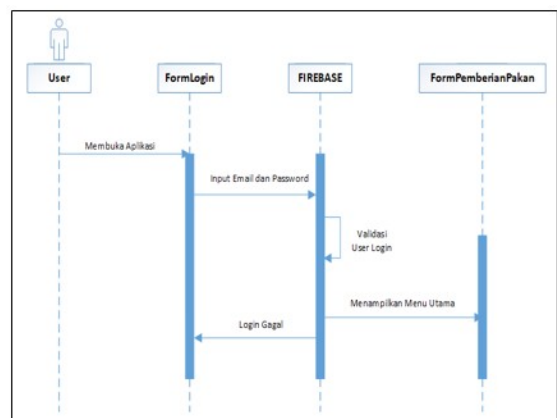 User
FormLogin
FIREBASE
FormPemberianPakan
Membuka Aplikasi
Input Email dan Password
Validasi
User Login
Menampilkan Menu Utama
Login Gagal